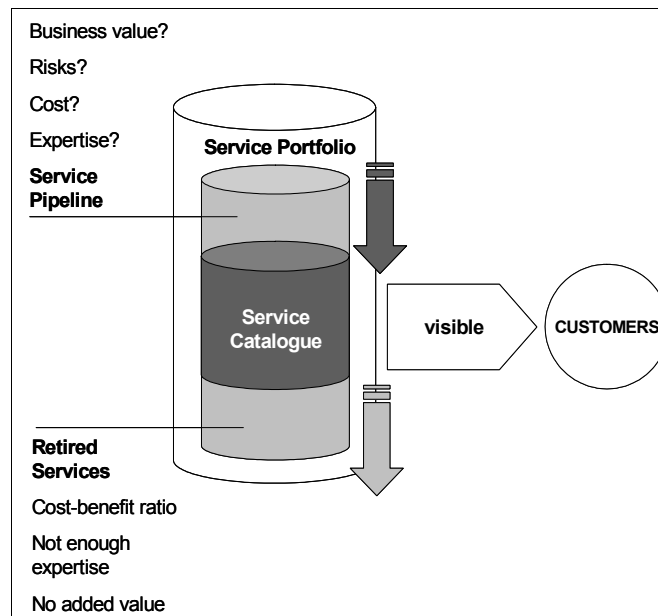 Business value?
Risks?
Cost?
Expertise?
Service Portfolio
Service
Pipeline
Service
Catalogue
visible
CUSTOMERS
Retired
Services
Cost-benefit ratio
Not enough
expertise
No added value